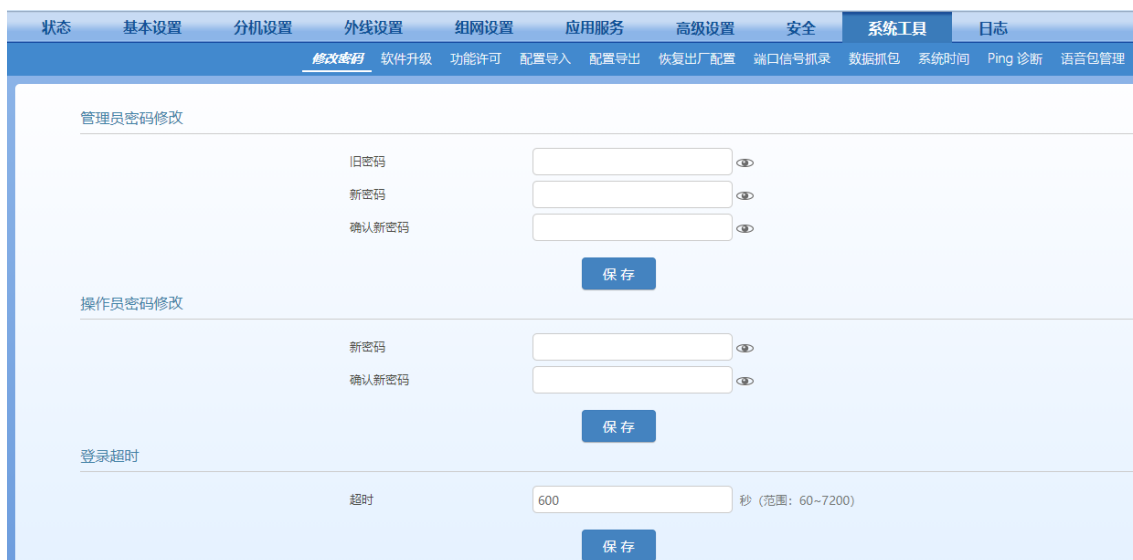 状态 基本设置 分机设置 外线设置 组网设置 应用服务 高级设置 安全 系统工具 日志
修改密码 软件升级 功能许可 配置导入 配置导出 恢复出厂配置 端口信号抓录 数据抓包 系统时间 Ping 诊断 语音包管理
管理员密码修改
旧密码
新密码
确认新密码
保存
操作员密码修改
新密码
确认新密码
保存
登录超时
超时 600 秒 (范围：60~7200)
保存